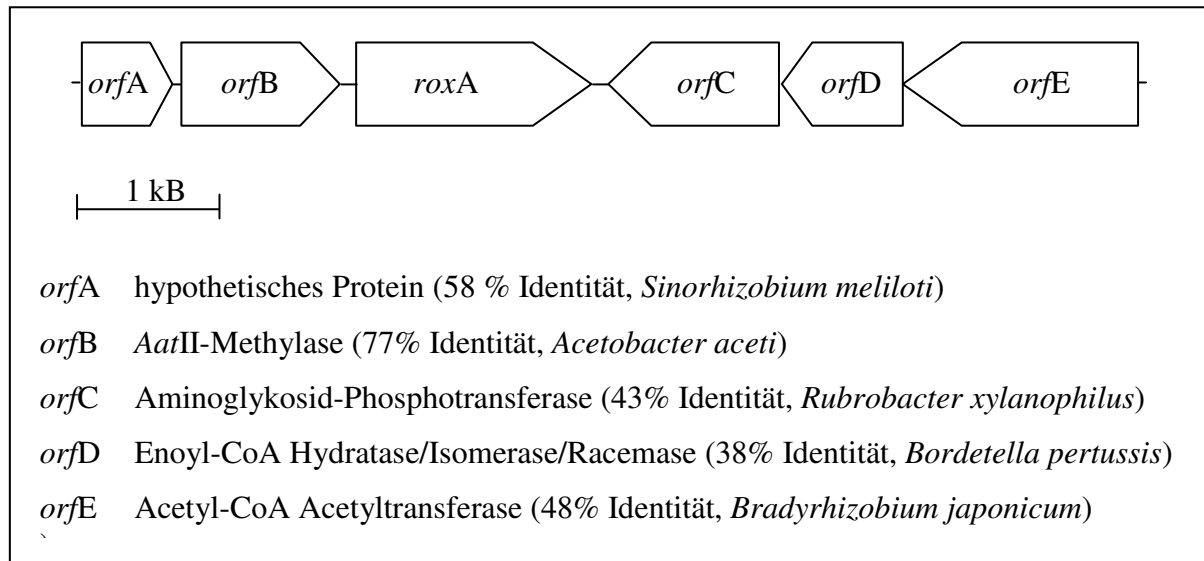 orfA orfB roxA orfC orfD orfE
1 kB
orfA hypothetisches Protein (58 % Identität, Sinorhizobium meliloti)
orfB AatII-Methylase (77% Identität, Acetobacter aceti)
orfC Aminoglykosid-Phosphotransferase (43% Identität, Rubrobacter xylanophilus)
orfD Enoyl-CoA Hydratase/Isomerase/Racemase (38% Identität, Bordetella pertussis)
orfE Acetyl-CoA Acetyltransferase (48% Identität, Bradyrhizobium japonicum)